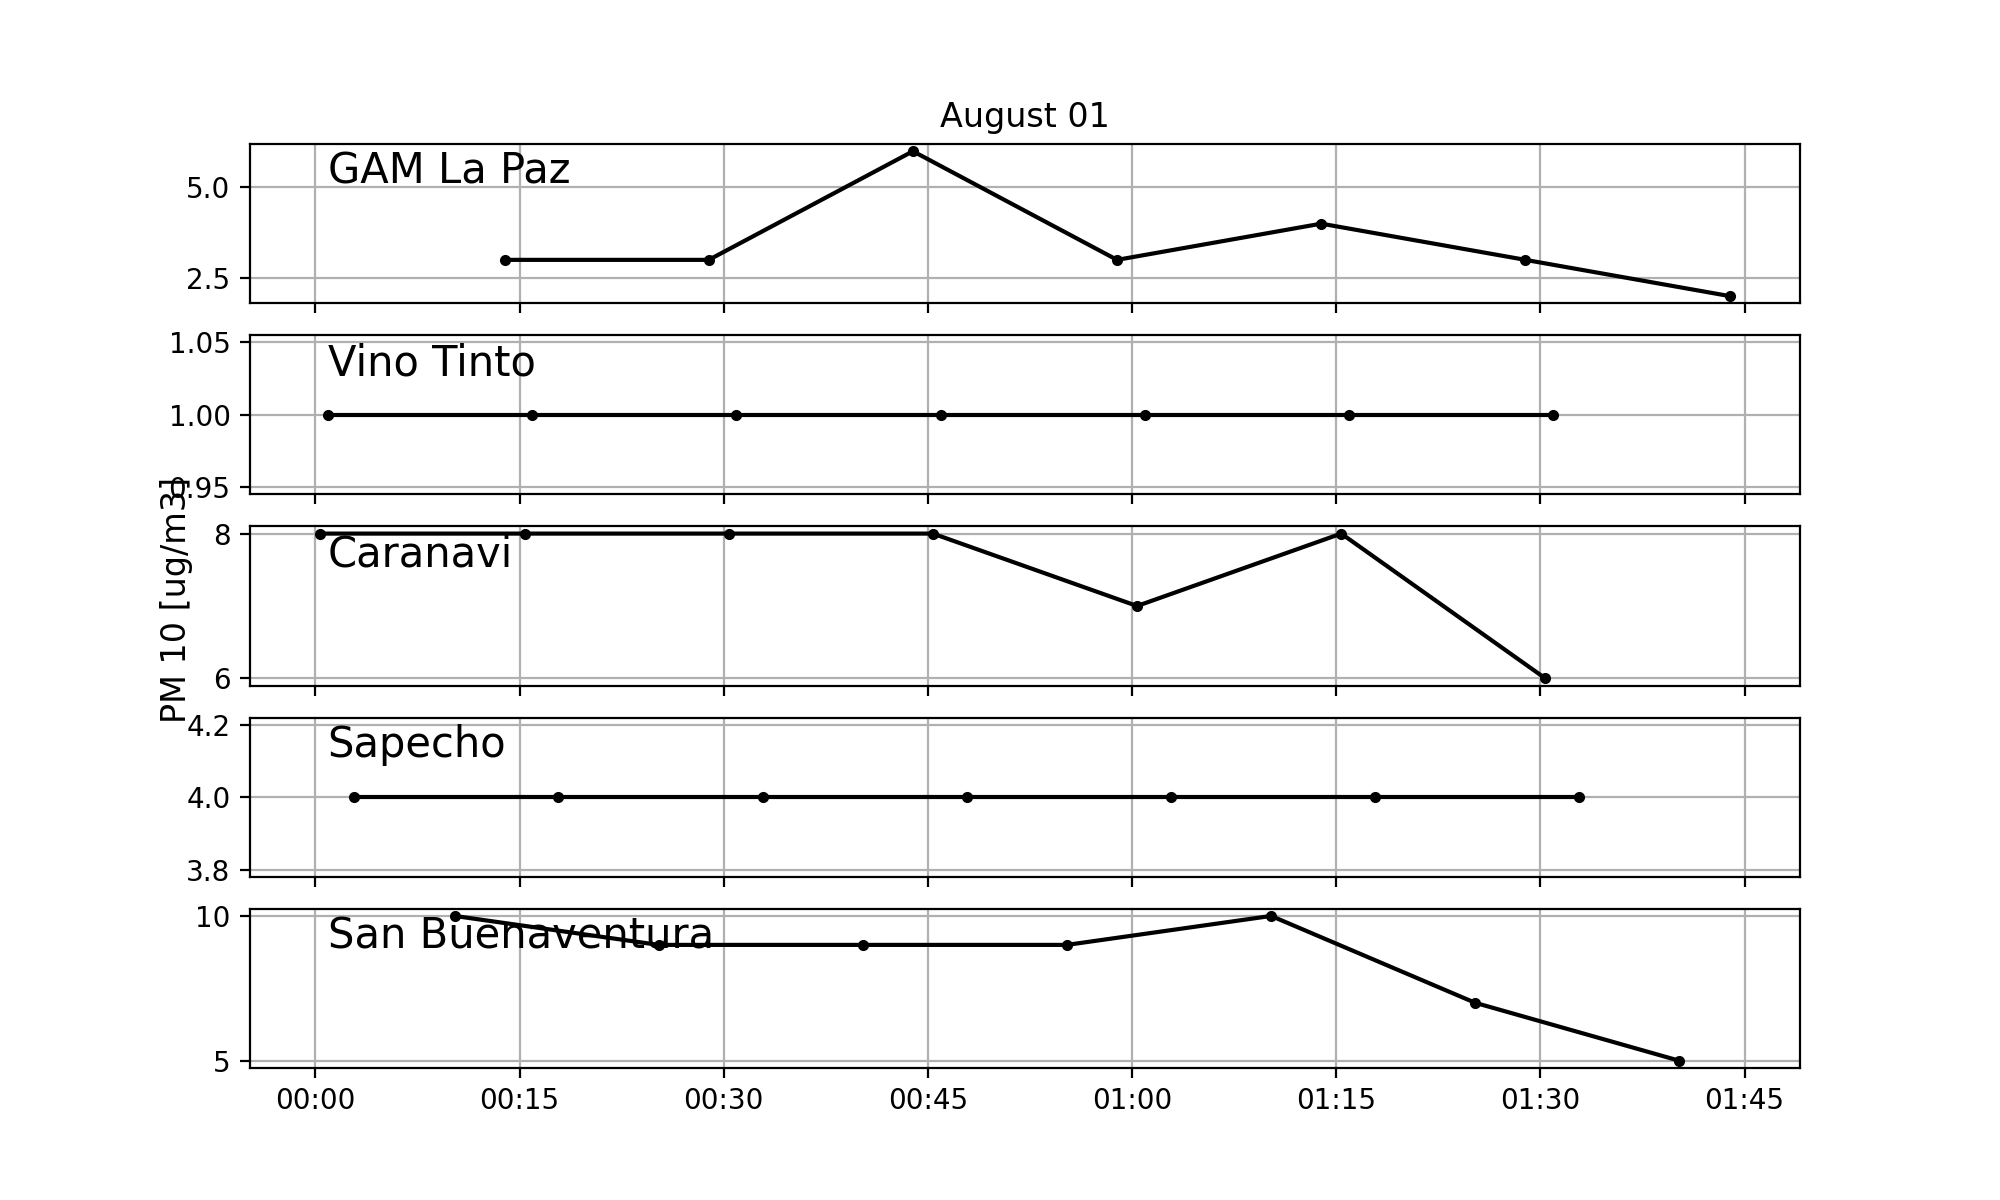 August 01
GAM La Paz
5.0
2.5
Vino Tinto
1.05
1.00
0.95
PM 10 [ug/m3]
Caranavi
8
6
Sapecho
4.2
4.0
3.8
San Buenaventura
10
5
00:00 00:15 00:30 00:45 01:00 01:15 01:30 01:45